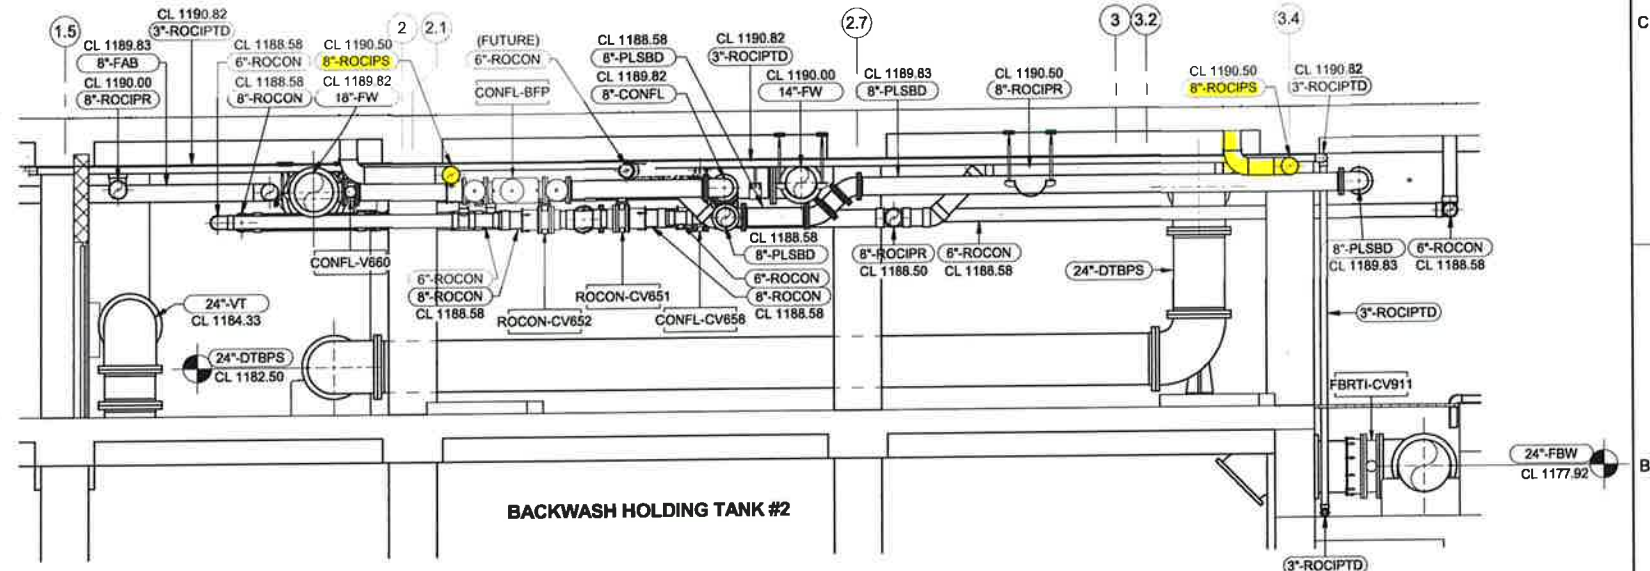 1.5
CL 1190.82
3"-ROCIPTD
CL 1189.83
8"-FAB
CL 1190.00
8"-ROCIPR
CL 1188.58
6"-ROCON
CL 1188.58
8"-ROCON
CL 1190.50
8"-ROCIPS
CL 1189.82
18"-FW
2
2.1
(FUTURE)
6"-ROCON
CONFL-BFP
CL 1188.58
8"-PLSBD
CL 1189.82
8"-CONFL
CL 1190.82
3"-ROCIPTD
CL 1190.00
14"-FW
2.7
CL 1189.83
8"-PLSBD
CL 1190.50
8"-ROCIPR
3
3.2
CL 1190.50
8"-ROCIPS
3.4
CL 1190.82
3"-ROCIPTD
C
CONFL-V660
6"-ROCON
8"-ROCON
CL 1188.58
ROCON-CV652
ROCON-CV651
CONFL-CV658
CL 1188.58
8"-PLSBD
6"-ROCON
8"-ROCON
CL 1188.58
8"-ROCIPR
CL 1188.50
6"-ROCON
CL 1188.58
24"-DTBPS
8"-PLSBD
CL 1189.83
6"-ROCON
CL 1188.58
24"-VT
CL 1184.33
24"-DTBPS
CL 1182.50
3"-ROCIPTD
FBRTI-CV911
24"-FBW
CL 1177.92
B
BACKWASH HOLDING TANK #2
3"-ROCIPTD